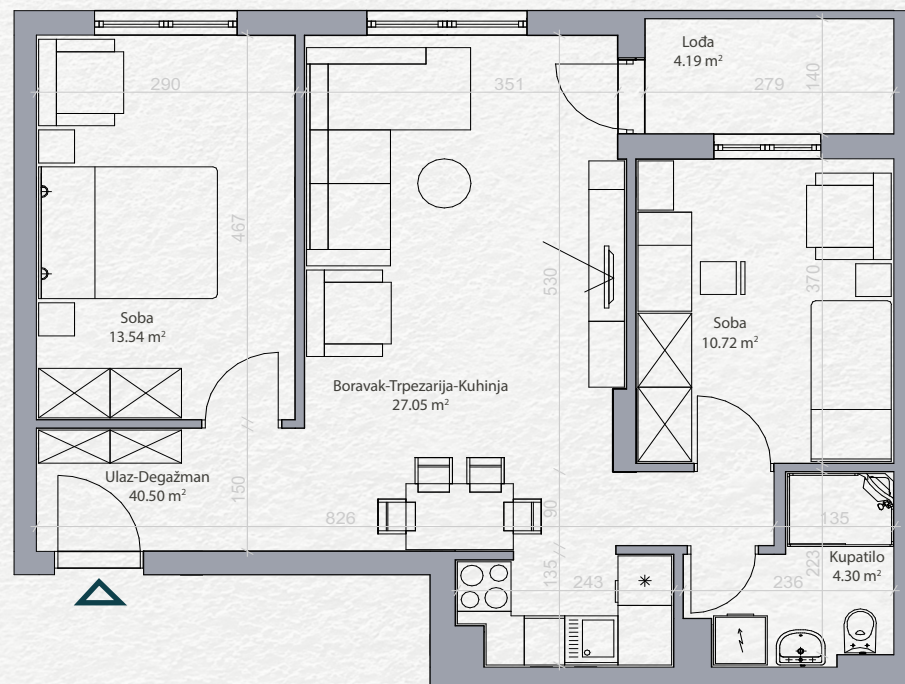 Lođa
4.19 m²
290
351
279
140
467
530
370
Soba
13.54 m²
Soba
10.72 m²
Boravak-Trpezarija-Kuhinja
27.05 m²
Ulaz-Degažman
40.50 m²
150
826
90
135
135
243
236
223
Kupatilo
4.30 m²